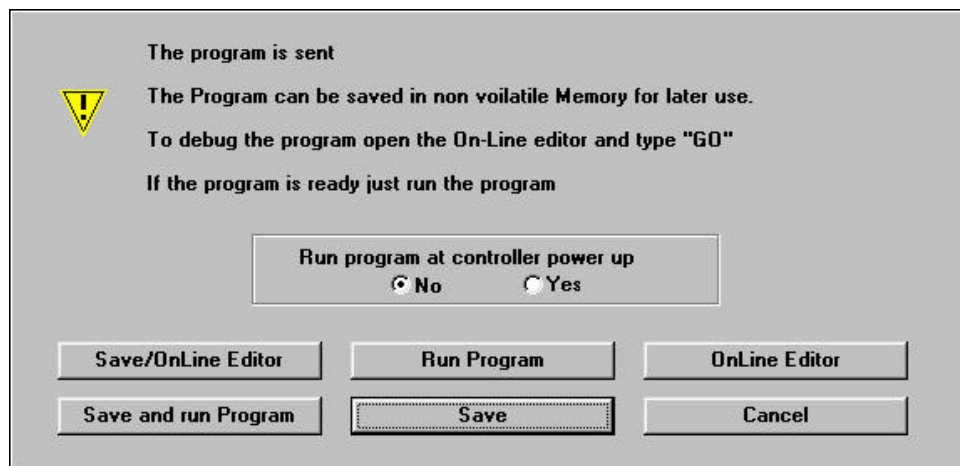 The program is sent
The Program can be saved in non voilatile Memory for later use.
To debug the program open the On-Line editor and type "GO"
If the program is ready just run the program
Run program at controller power up
No Yes
Save/OnLine Editor Run Program OnLine Editor
Save and run Program Save Cancel